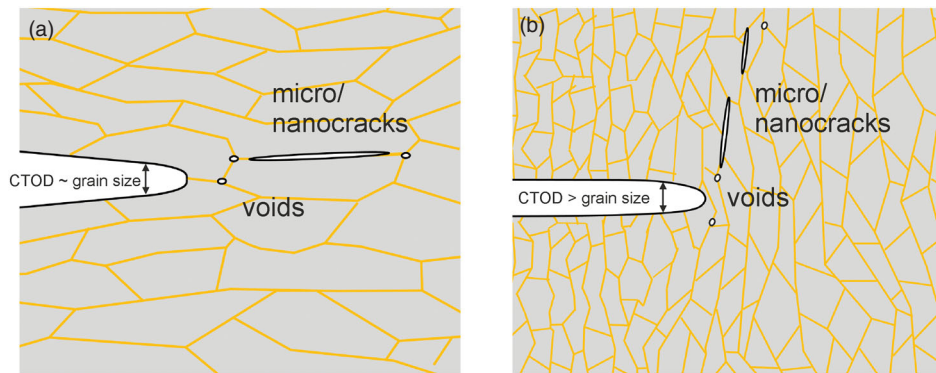 (a)
micro/
nanocracks
CTOD ~ grain size
voids
(b)
micro/
nanocracks
CTOD > grain size
voids